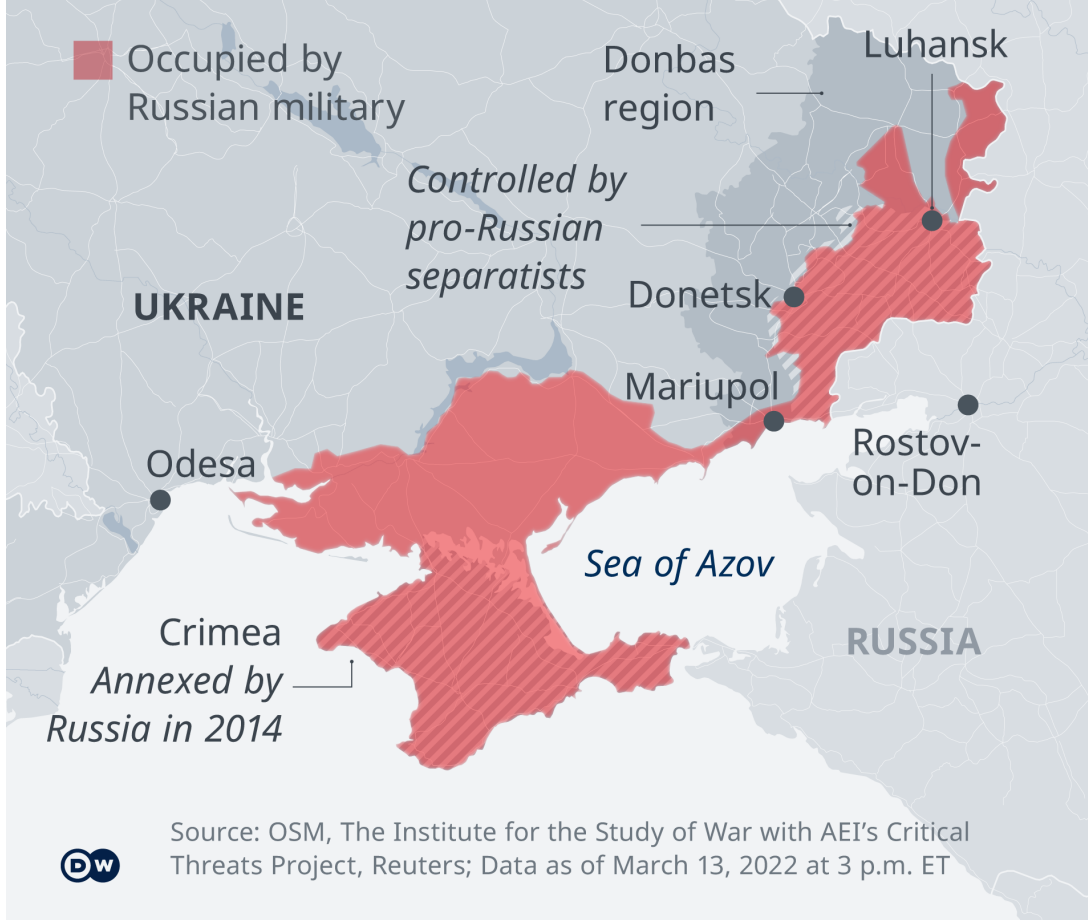 Occupied by
Russian military
Donbas
region
Luhansk
Controlled by
pro-Russian
separatists
UKRAINE
Donetsk
Mariupol
Odesa
Rostov-
on-Don
Sea of Azov
Crimea
Annexed by
Russia in 2014
RUSSIA
Source: OSM, The Institute for the Study of War with AEI’s Critical
Threats Project, Reuters; Data as of March 13, 2022 at 3 p.m. ET
DW